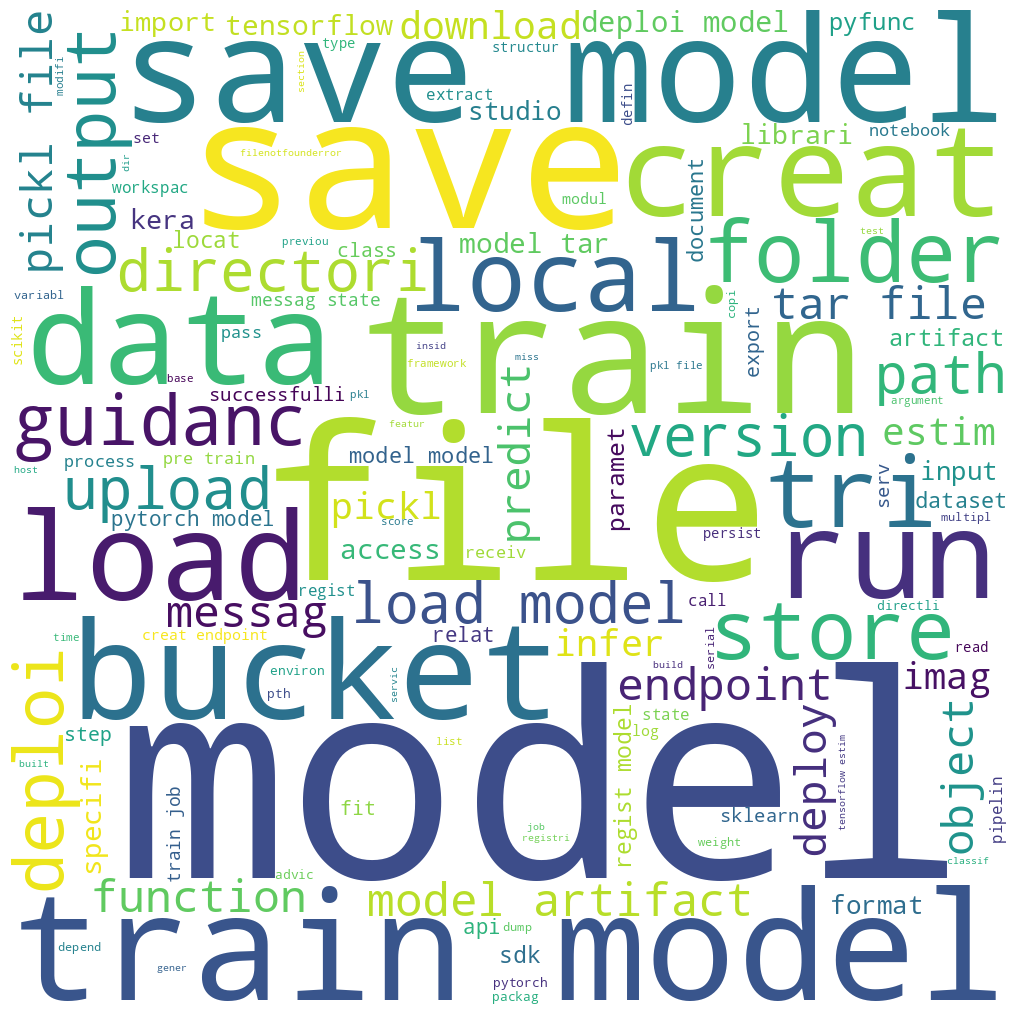 import
tensorflow
download
deploi model
pyfunc
pickl file
modifi
output
type
structur
section
save model
extract
studio
defin
set
filenotfounderror
dir
save
creat
librari
notebook
workspac
modul
document
kera
locat
previou
class
model tar
folder
test
directori
local
variabl
messag state
copi
tar file
scikit
data
pass
train
insid
framework
miss
export
pkl file
artifact
base
successfulli
pkl
predict
path
argument
guidanc
featur
file
paramet
version
estim
host
process
pre train
model model
tri
serv
input
upload
pickl
dataset
pytorch model
score
persist
multipl
load
access
receiv
run
regist
load model
call
directli
messag
store
time
creat endpoint
relat
infer
serial
read
bucket
environ
servic
build
endpoint
imag
deploi
pth
state
step
list
regist model
log
deploy
tensorflow estim
object
built
specifi
model
train job
fit
sklearn
pipelin
job
registri
weight
classif
advic
function
model artifact
format
train model
api
dump
depend
sdk
gener
pytorch
packag